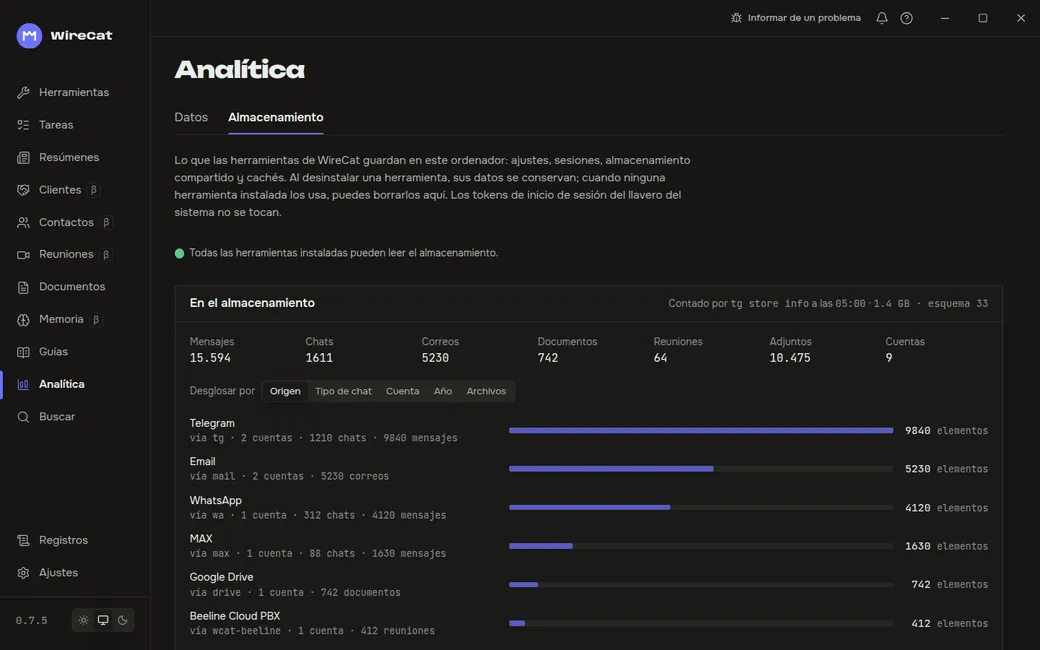 WireCat
Informar de un problema
Herramientas
Tareas
Resúmenes
Clientes β
Contactos β
Reuniones β
Documentos
Memoria β
Guías
Analítica
Buscar
Registros
Ajustes
0.7.5
Analítica
Datos
Almacenamiento
Lo que las herramientas de WireCat guardan en este ordenador: ajustes, sesiones, almacenamiento
compartido y cachés. Al desinstalar una herramienta, sus datos se conservan; cuando ninguna
herramienta instalada los usa, puedes borrarlos aquí. Los tokens de inicio de sesión del llavero del
sistema no se tocan.
Todas las herramientas instaladas pueden leer el almacenamiento.
En el almacenamiento
Contado por tg store info a las 05:00 · 1.4 GB · esquema 33
Mensajes Chats Correos Documentos Reuniones Adjuntos Cuentas
15.594 1611 5230 742 64 10.475 9
Desglosar por Origen Tipo de chat Cuenta Año Archivos
Telegram
vía tg · 2 cuentas · 1210 chats · 9840 mensajes
9840 elementos
Email
vía mail · 2 cuentas · 5230 correos
5230 elementos
WhatsApp
vía wa · 1 cuenta · 312 chats · 4120 mensajes
4120 elementos
MAX
vía max · 1 cuenta · 88 chats · 1630 mensajes
1630 elementos
Google Drive
vía drive · 1 cuenta · 742 documentos
742 elementos
Beeline Cloud PBX
vía wcat-beeline · 1 cuenta · 412 reuniones
412 elementos